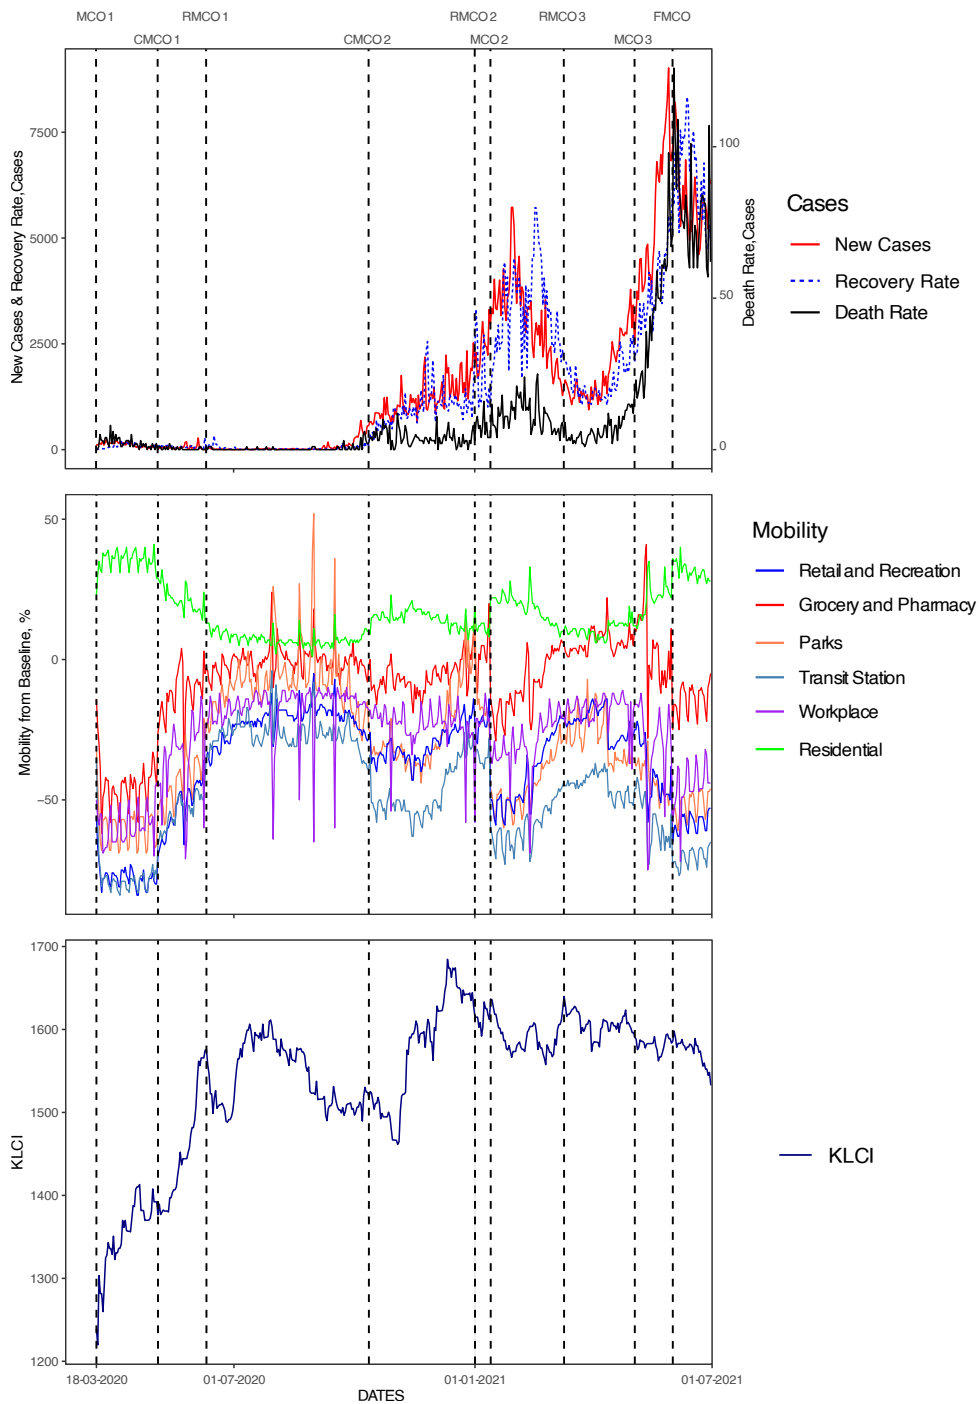 MCO 1
RMCO 1
RMCO 2
RMCO 3
FMCO
CMCO 1
CMCO 2
MCO 2
MCO 3
New Cases & Recovery Rate, Cases
7500
5000
2500
0
100
50
0
Deeath Rate, Cases
Cases
New Cases
Recovery Rate
Death Rate
Mobility from Baseline, %
50
0
−50
Mobility
Retail and Recreation
Grocery and Pharmacy
Parks
Transit Station
Workplace
Residential
KLCI
1700
1600
1500
1400
1300
1200
KLCI
18-03-2020
01-07-2020
01-01-2021
01-07-2021
DATES